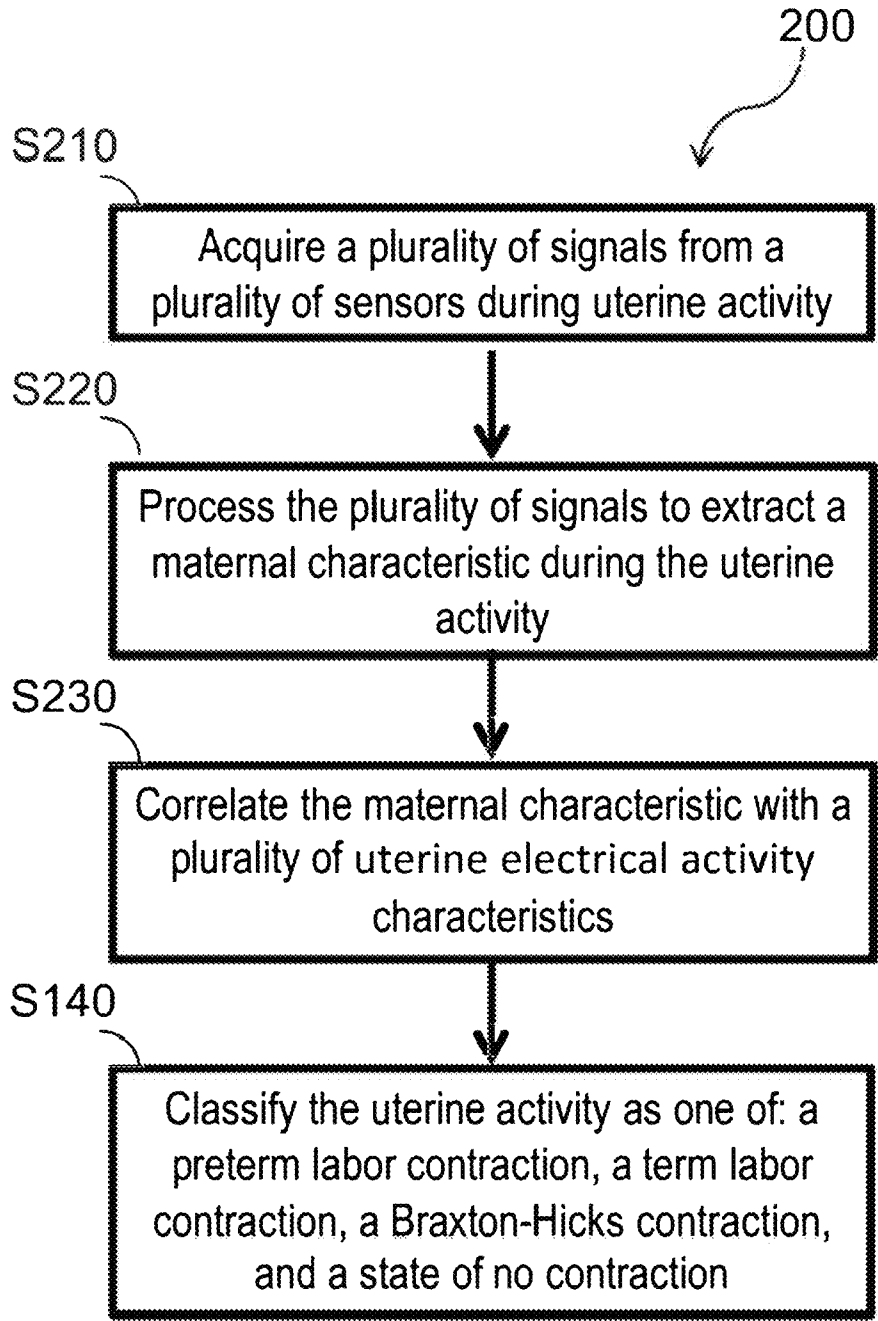 200
S210
Acquire a plurality of signals from a
plurality of sensors during uterine activity
S220
Process the plurality of signals to extract a
maternal characteristic during the uterine
activity
S230
Correlate the maternal characteristic with a
plurality of uterine electrical activity
characteristics
S140
Classify the uterine activity as one of: a
preterm labor contraction, a term labor
contraction, a Braxton-Hicks contraction,
and a state of no contraction